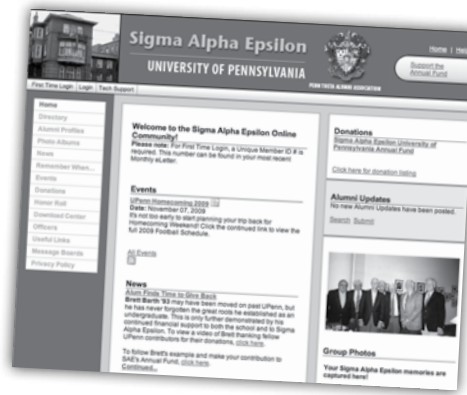 Sigma Alpha Epsilon
UNIVERSITY OF PENNSYLVANIA
PENN THETA ALUMNI ASSOCIATION
Home |
Support the
Annual Fund
First Time Login | Login | Tech Support |
Home
Directory
Alumni Profiles
Photo Albums
News
Remember When...
Events
Donations
Honor Roll
Download Center
Officers
Useful Links
Message Boards
Privacy Policy
Welcome to the Sigma Alpha Epsilon Online
Community!
Please note: For First Time Login, a Unique Member ID # is
required. This number can be found in your most recent
Monthly eLetter.
Events
UPenn Homecoming 2009
Date: November 07, 2009
It's not too early to start planning your trip back for
Homecoming Weekend! Click the continued link to view the
full 2009 Football Schedule.
All Events
News
Alum Finds Time to Give Back
Brett Barth '93 may have been moved on past UPenn, but
he has never forgotten the great roots he established as an
undergraduate. This is only further demonstrated by his
continued financial support to both the school and to Sigma
Alpha Epsilon. To view a video of Brett thanking fellow
UPenn contributors for their donations, click here.
To follow Brett's example and make your contribution to
SAE's Annual Fund, click here.
Continued...
Donations
Sigma Alpha Epsilon University of
Pennsylvania Annual Fund
Click here for donation listing
Alumni Updates
No new Alumni Updates have been posted.
Search Submit
Group Photos
Your Sigma Alpha Epsilon memories are
captured here!